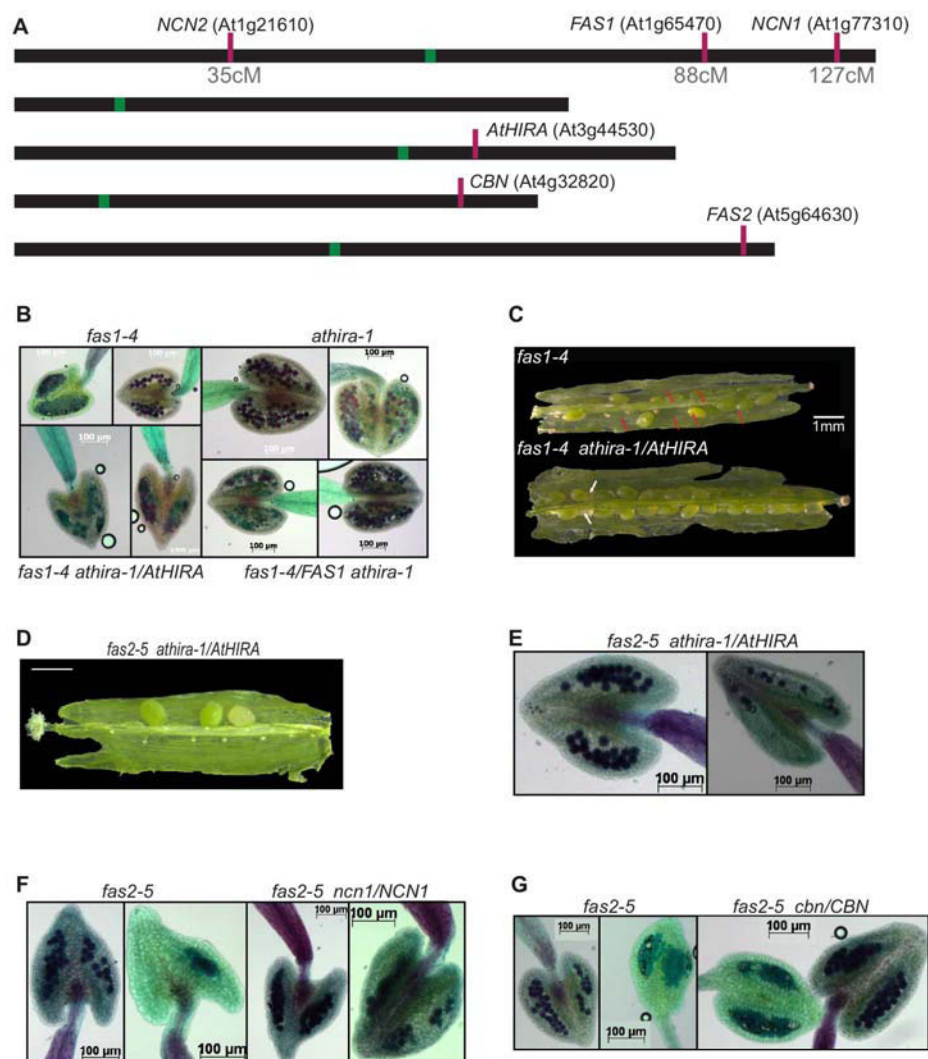 A
NCN2 (At1g21610) FAS1 (At1g65470) NCN1 (At1g77310)
35cM 88cM 127cM
AtHIRA (At3g44530)
CBN (At4g32820)
FAS2 (At5g64630)
B
fas1-4 athira-1
100 µm 100 µm 100 µm 100 µm
100 µm 100 µm 100 µm 100 µm
fas1-4 athira-1/AtHIRA fas1-4/FAS1 athira-1
C
fas1-4
1mm
fas1-4 athira-1/AtHIRA
D
fas2-5 athira-1/AtHIRA
E
fas2-5 athira-1/AtHIRA
100 µm 100 µm
F
fas2-5 fas2-5 ncn1/NCN1
100 µm 100 µm
100 µm 100 µm
G
fas2-5 fas2-5 cbn/CBN
100 µm 100 µm
100 µm